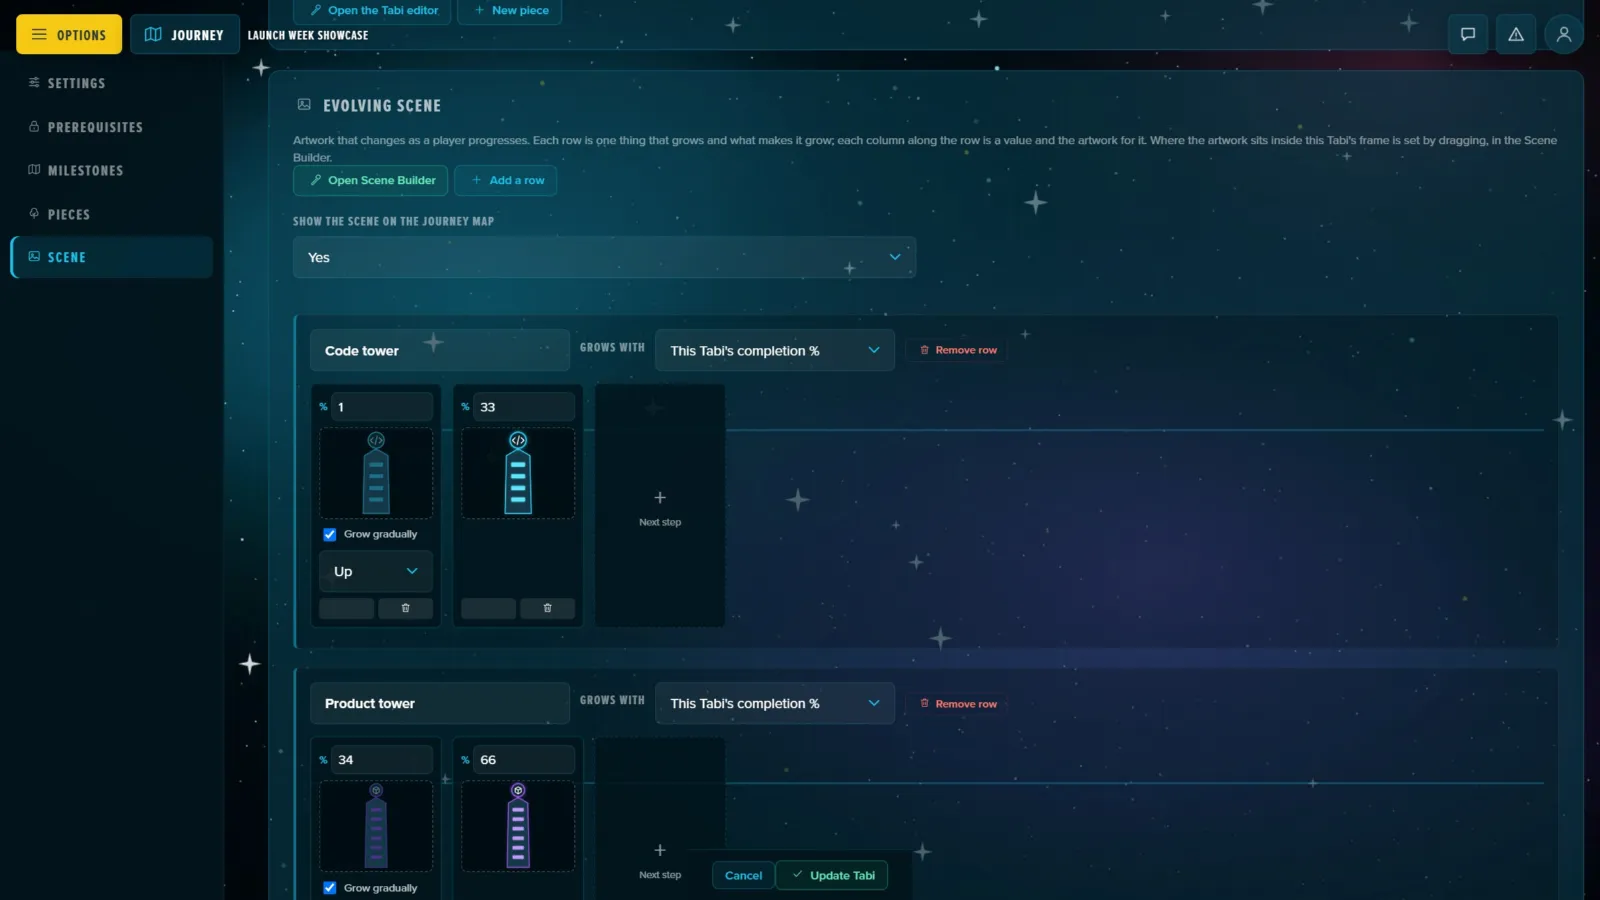 Open the Tabi editor
New piece
OPTIONS
JOURNEY
LAUNCH WEEK SHOWCASE
SETTINGS
PREREQUISITES
MILESTONES
PIECES
SCENE
EVOLVING SCENE
Artwork that changes as a player progresses. Each row is one thing that grows and what makes it grow; each column along the row is a value and the artwork for it. Where the artwork sits inside this Tabi's frame is set by dragging, in the Scene
Builder.
Open Scene Builder
Add a row
SHOW THE SCENE ON THE JOURNEY MAP
Yes
Code tower
GROWS WITH
This Tabi's completion %
Remove row
% 1
% 33
</>
</>
Next step
Grow gradually
Up
Product tower
GROWS WITH
This Tabi's completion %
Remove row
% 34
% 66
Next step
Grow gradually
Cancel
Update Tabi